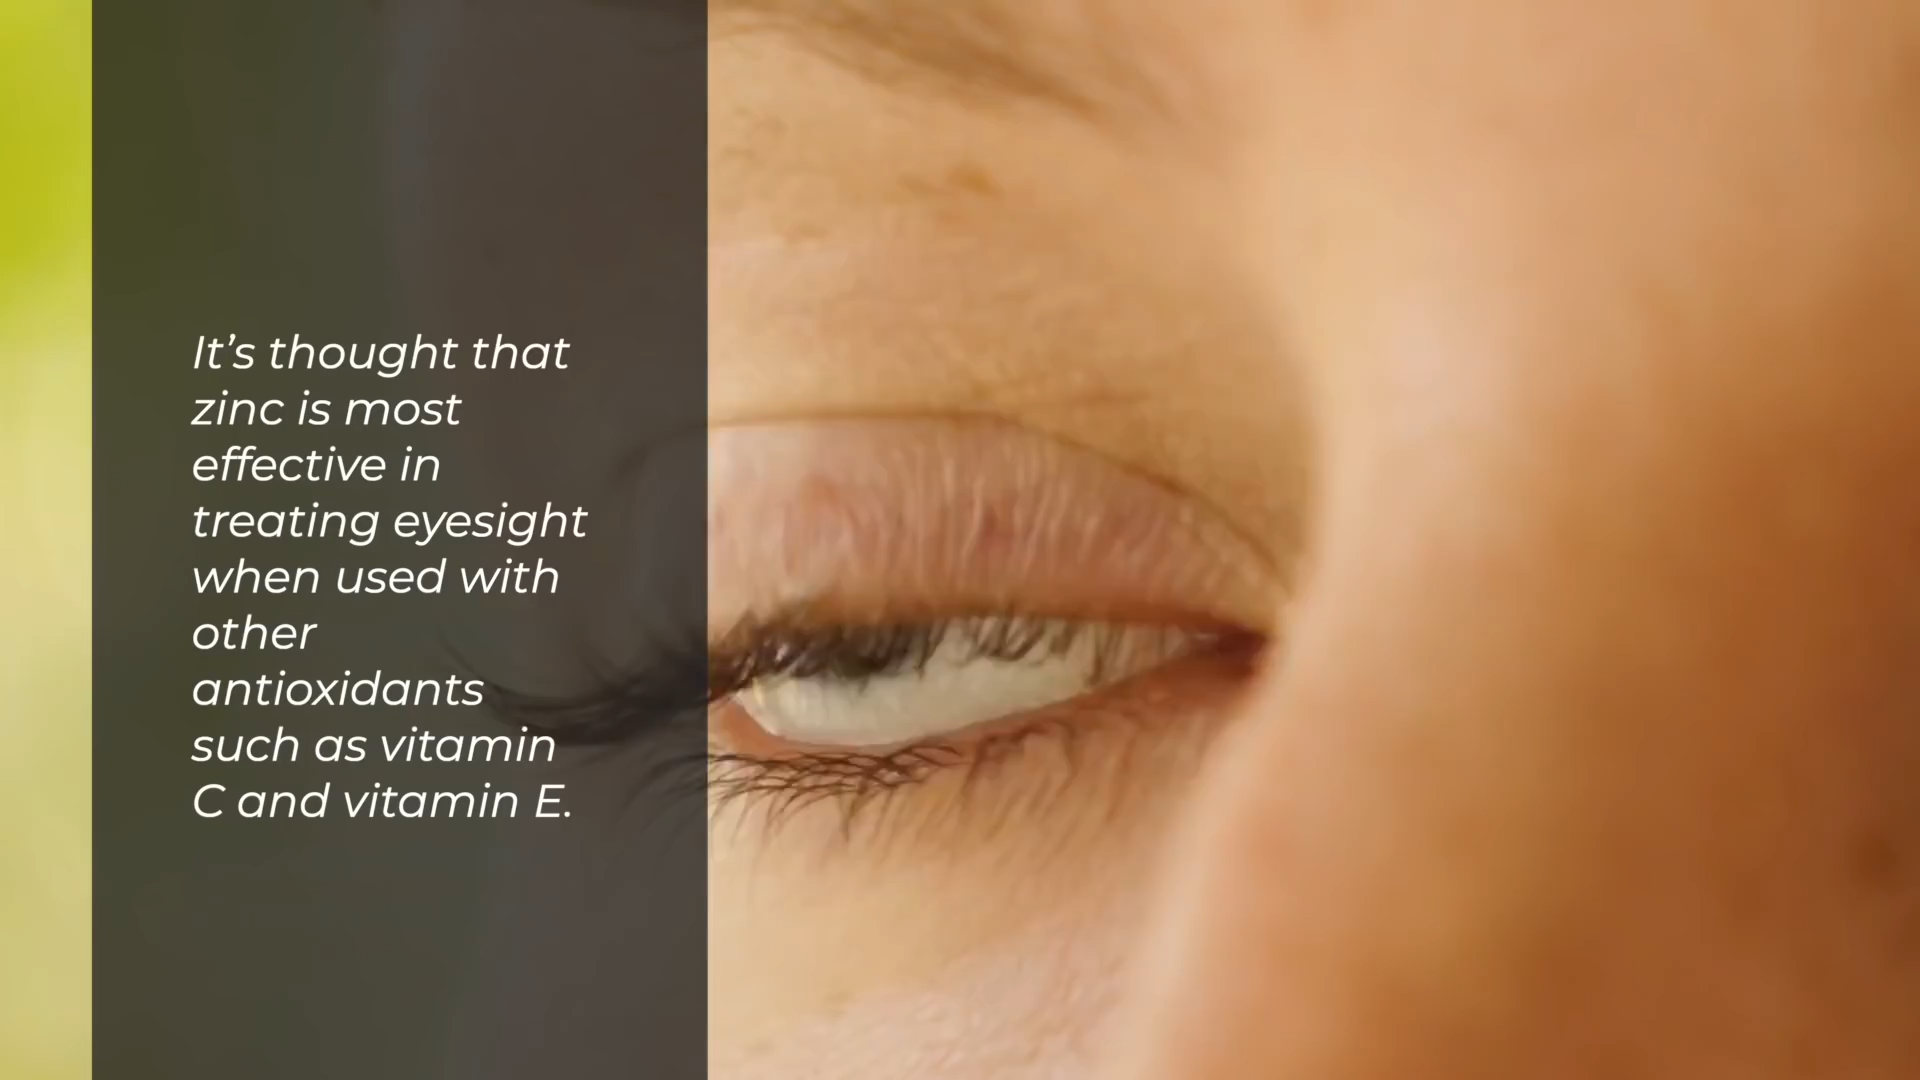 It’s thought that
zinc is most
effective in
treating eyesight
when used with
other
antioxidants
such as vitamin
C and vitamin E.